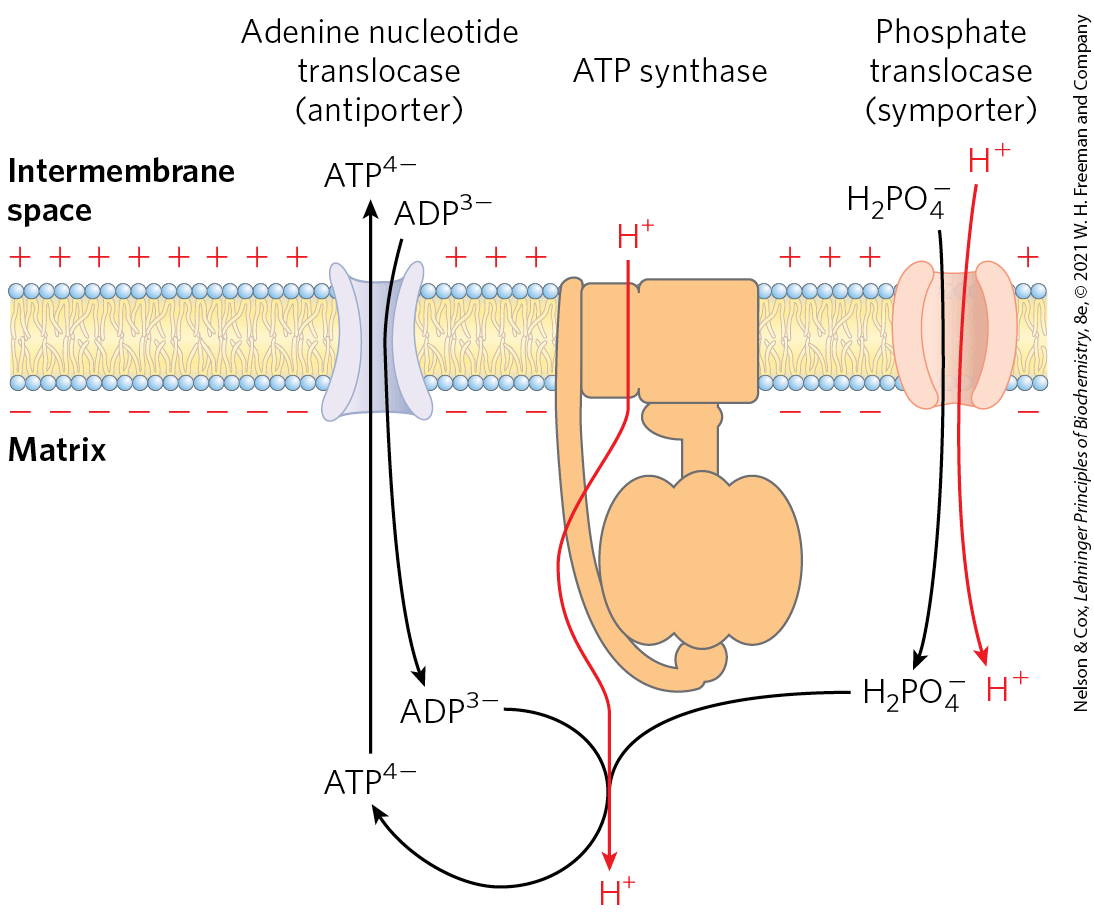 Adenine nucleotide
translocase
(antiporter)
ATP synthase
Phosphate
translocase
(symporter)
Intermembrane
space
ATP⁴⁻
ADP³⁻
H⁺
H₂PO₄⁻
H⁺
+ + + + + + + +
+ + +
+ + +
+
− − − − − − − −
− − −
− − −
−
Matrix
ADP³⁻
H₂PO₄⁻ H⁺
ATP⁴⁻
H⁺
Nelson & Cox, Lehninger Principles of Biochemistry, 8e, © 2021 W. H. Freeman and Company